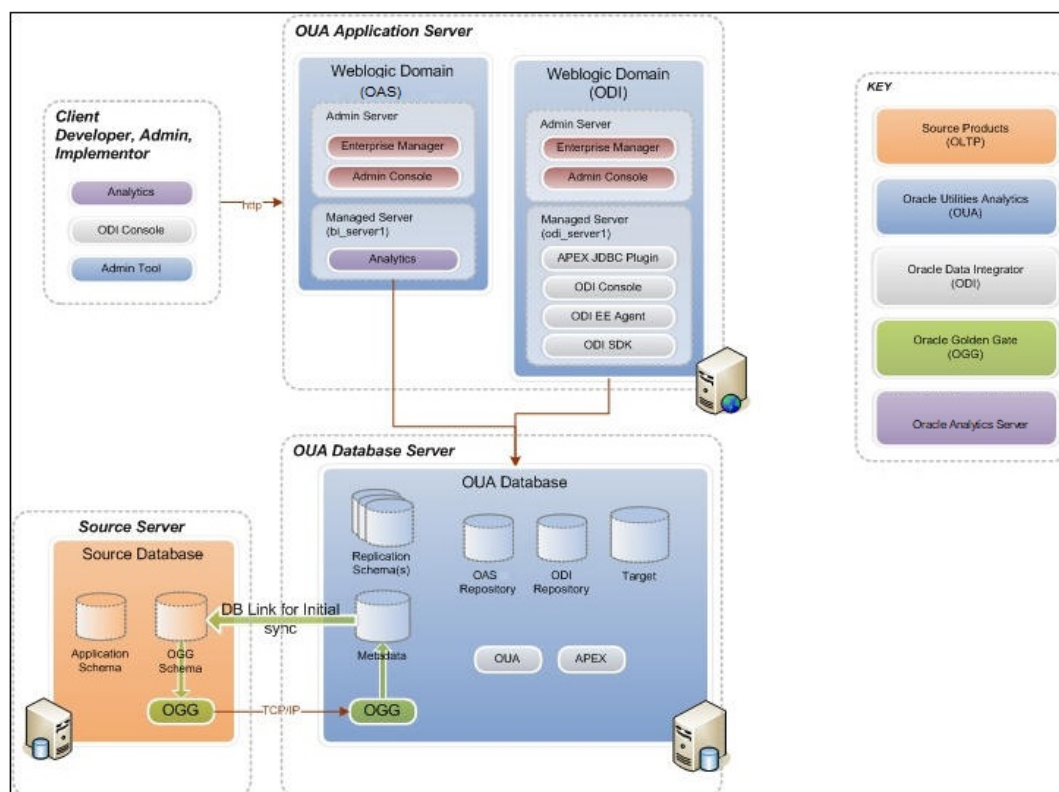 OUA Application Server
Weblogic Domain
(OAS)
Admin Server
Enterprise Manager
Admin Console
Managed Server
(bi_server1)
Analytics
Weblogic Domain
(ODI)
Admin Server
Enterprise Manager
Admin Console
Managed Server
(odi_server1)
APEX JDBC Plugin
ODI Console
ODI EE Agent
ODI SDK
Client
Developer, Admin,
Implementor
Analytics
ODI Console
Admin Tool
http
KEY
Source Products
(OLTP)
Oracle Utilities Analytics
(OUA)
Oracle Data Integrator
(ODI)
Oracle Golden Gate
(OGG)
Oracle Analytics Server
OUA Database Server
OUA Database
Replication
Schema(s)
OAS
Repository
ODI
Repository
Target
Metadata
OUA
APEX
OGG
Source Server
Source Database
Application
Schema
OGG
Schema
OGG
DB Link for Initial
sync
TCP/IP